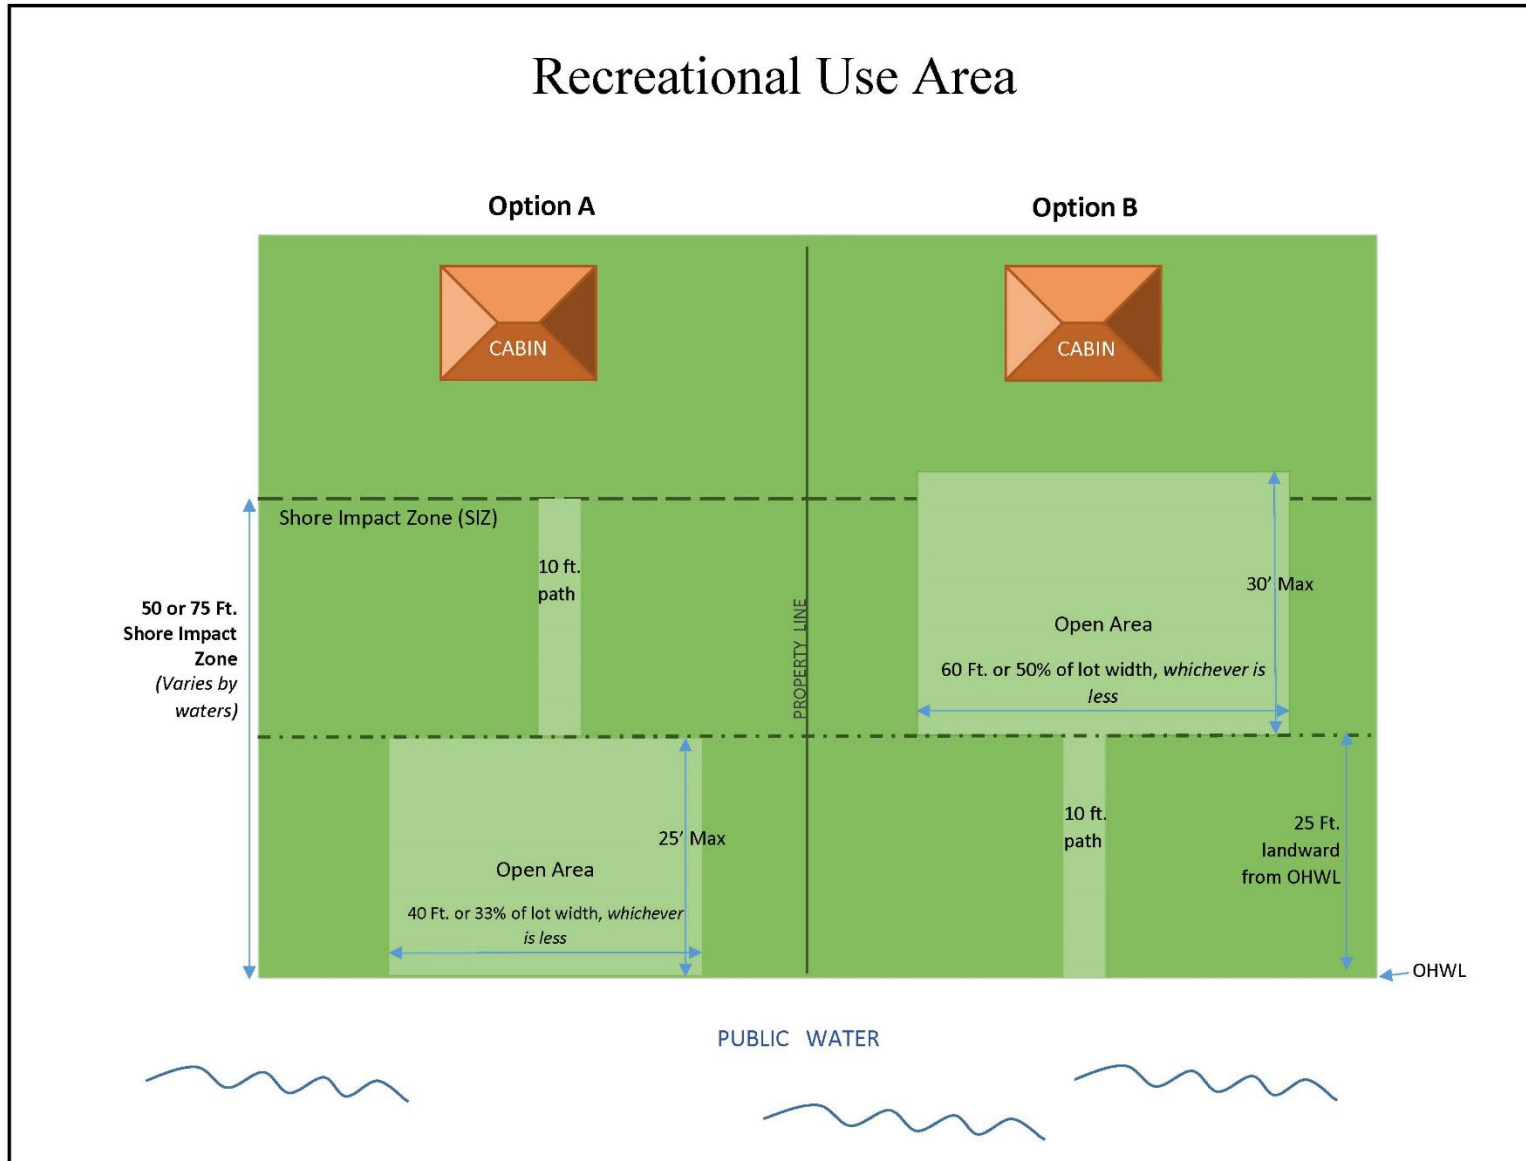 Recreational Use Area
Option A
Option B
CABIN
CABIN
Shore Impact Zone (SIZ)
10 ft.
path
50 or 75 Ft.
Shore Impact
Zone
(Varies by
waters)
PROPERTY LINE
30' Max
Open Area
60 Ft. or 50% of lot width, whichever is
less
25' Max
Open Area
40 Ft. or 33% of lot width, whichever
is less
10 ft.
path
25 Ft.
landward
from OHWL
OHWL
PUBLIC WATER